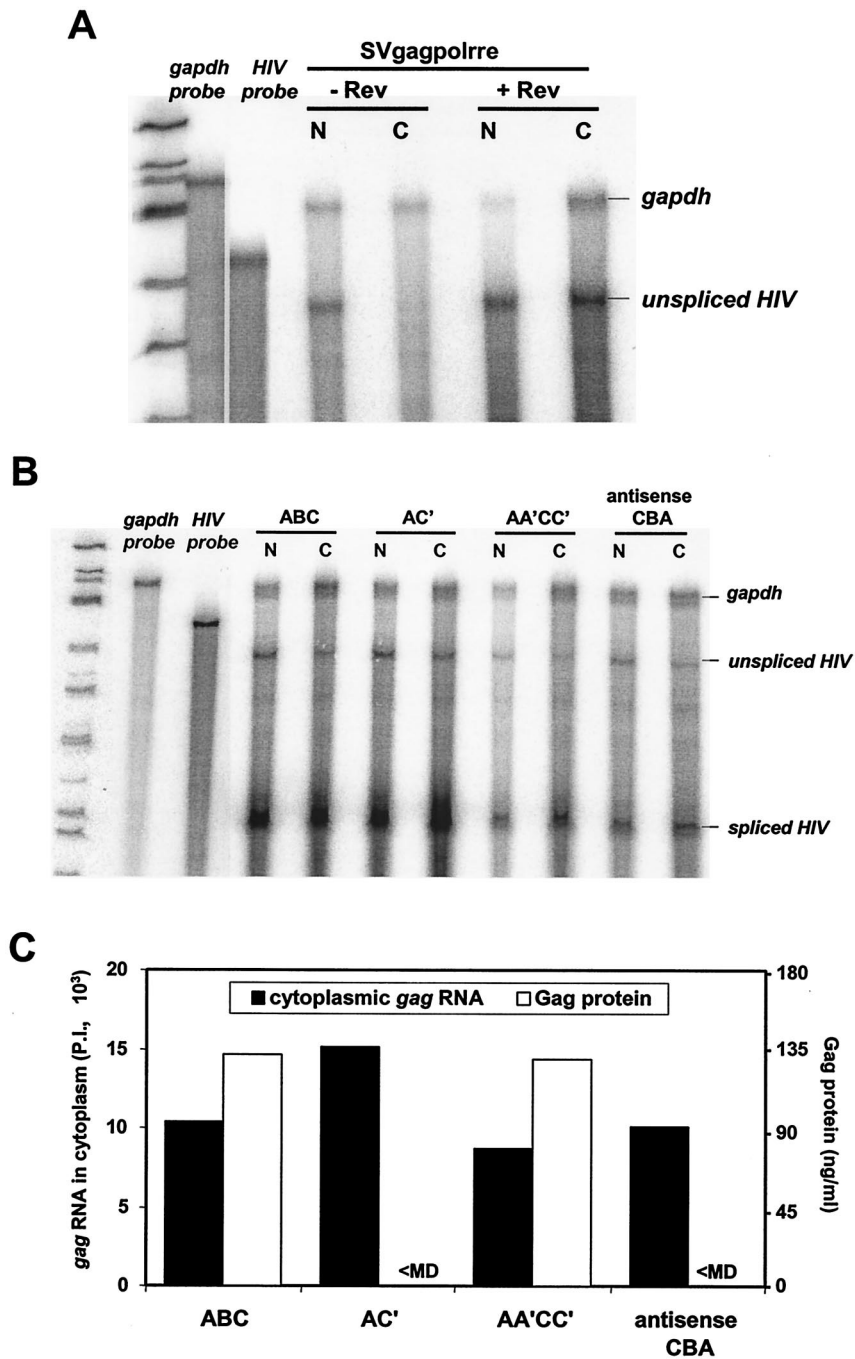 A
SVgagpolrre
gapdh probe
HIV probe
- Rev
+ Rev
N C N C
gapdh
unspliced HIV
B
gapdh probe
HIV probe
ABC
AC'
AA'CC'
antisense CBA
N C N C N C N C
gapdh
unspliced HIV
spliced HIV
C
gag RNA in cytoplasm (P.I., 10³)
20
15
10
5
0
cytoplasmic gag RNA
Gag protein
<MD
<MD
180
135
90
45
0
Gag protein (ng/ml)
ABC
AC'
AA'CC'
antisense CBA